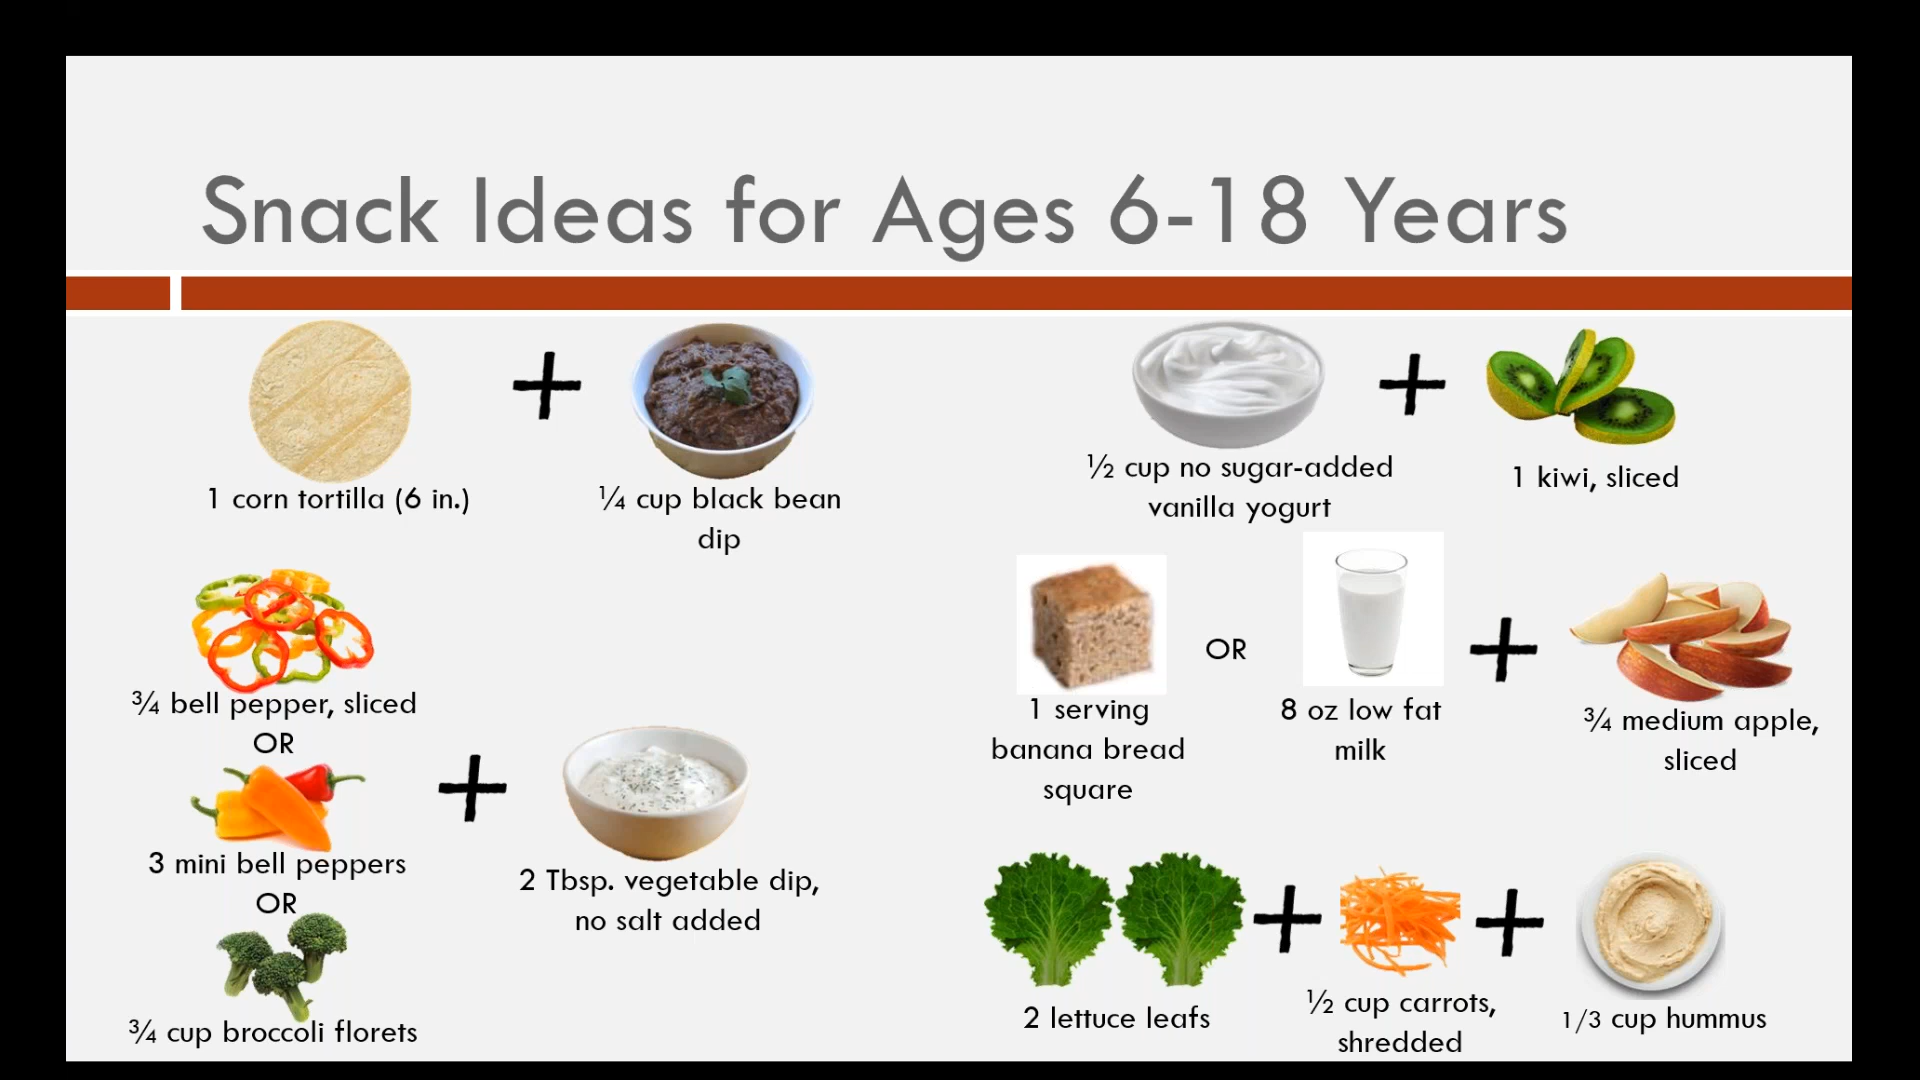 Snack Ideas for Ages 6-18 Years
1 corn tortilla (6 in.)
¼ cup black bean
dip
¾ bell pepper, sliced
OR
3 mini bell peppers
OR
¾ cup broccoli florets
2 Tbsp. vegetable dip,
no salt added
½ cup no sugar-added
vanilla yogurt
1 kiwi, sliced
1 serving
banana bread
square
OR
8 oz low fat
milk
¾ medium apple,
sliced
2 lettuce leafs
½ cup carrots,
shredded
1/3 cup hummus